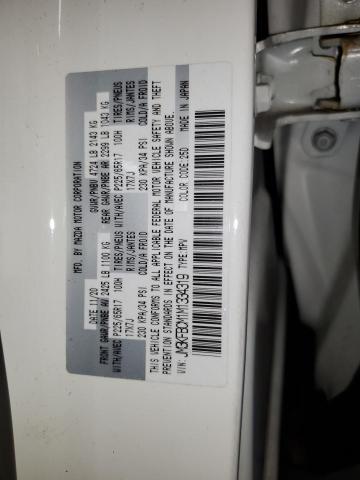 MFD. BY MAZDA MOTOR CORPORATION
DATE 11/20 GVWR/PNBV 4724 LB 2143 KG
FRONT GAWR/PNBE AV 2425 LB 1100 KG REAR GAWR/PNBE AR 2299 LB 1043 KG
WITH/AVEC P225/65R17 100H TIRES/PNEUS WITH/AVEC P225/65R17 100H TIRES/PNEUS
17X7J RIMS/JANTES 17X7J RIMS/JANTES
230 KPA/34 PSI COLD/A FROID 230 KPA/34 PSI COLD/A FROID
THIS VEHICLE CONFORMS TO ALL APPLICABLE FEDERAL MOTOR VEHICLE SAFETY AND THEFT
PREVENTION STANDARDS IN EFFECT ON THE DATE OF MANUFACTURE SHOWN ABOVE.
VIN: JM3KFBCM1M1334319 TYPE:MPV COLOR CODE:25D MADE IN JAPAN